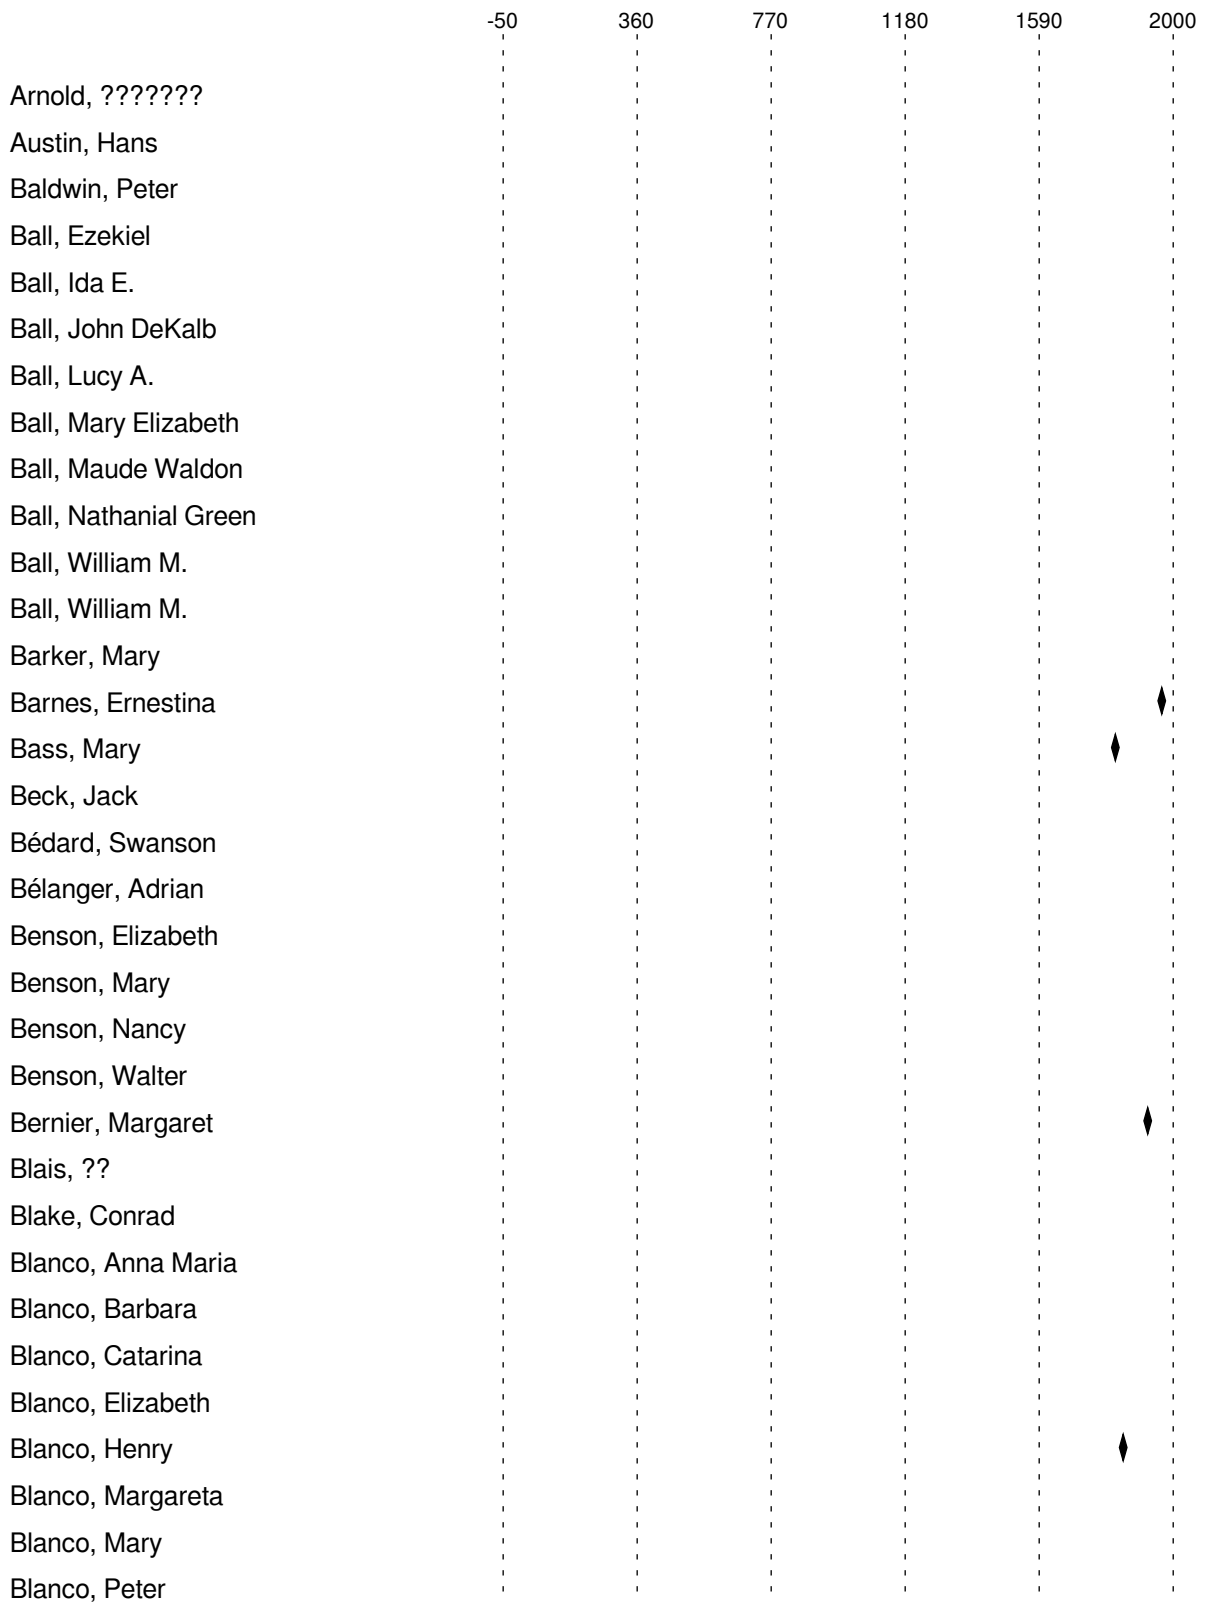 -50 360 770 1180 1590 2000
Arnold, ???????
Austin, Hans
Baldwin, Peter
Ball, Ezekiel
Ball, Ida E.
Ball, John DeKalb
Ball, Lucy A.
Ball, Mary Elizabeth
Ball, Maude Waldon
Ball, Nathanial Green
Ball, William M.
Ball, William M.
Barker, Mary
Barnes, Ernestina
Bass, Mary
Beck, Jack
Bédard, Swanson
Bélanger, Adrian
Benson, Elizabeth
Benson, Mary
Benson, Nancy
Benson, Walter
Bernier, Margaret
Blais, ??
Blake, Conrad
Blanco, Anna Maria
Blanco, Barbara
Blanco, Catarina
Blanco, Elizabeth
Blanco, Henry
Blanco, Margareta
Blanco, Mary
Blanco, Peter